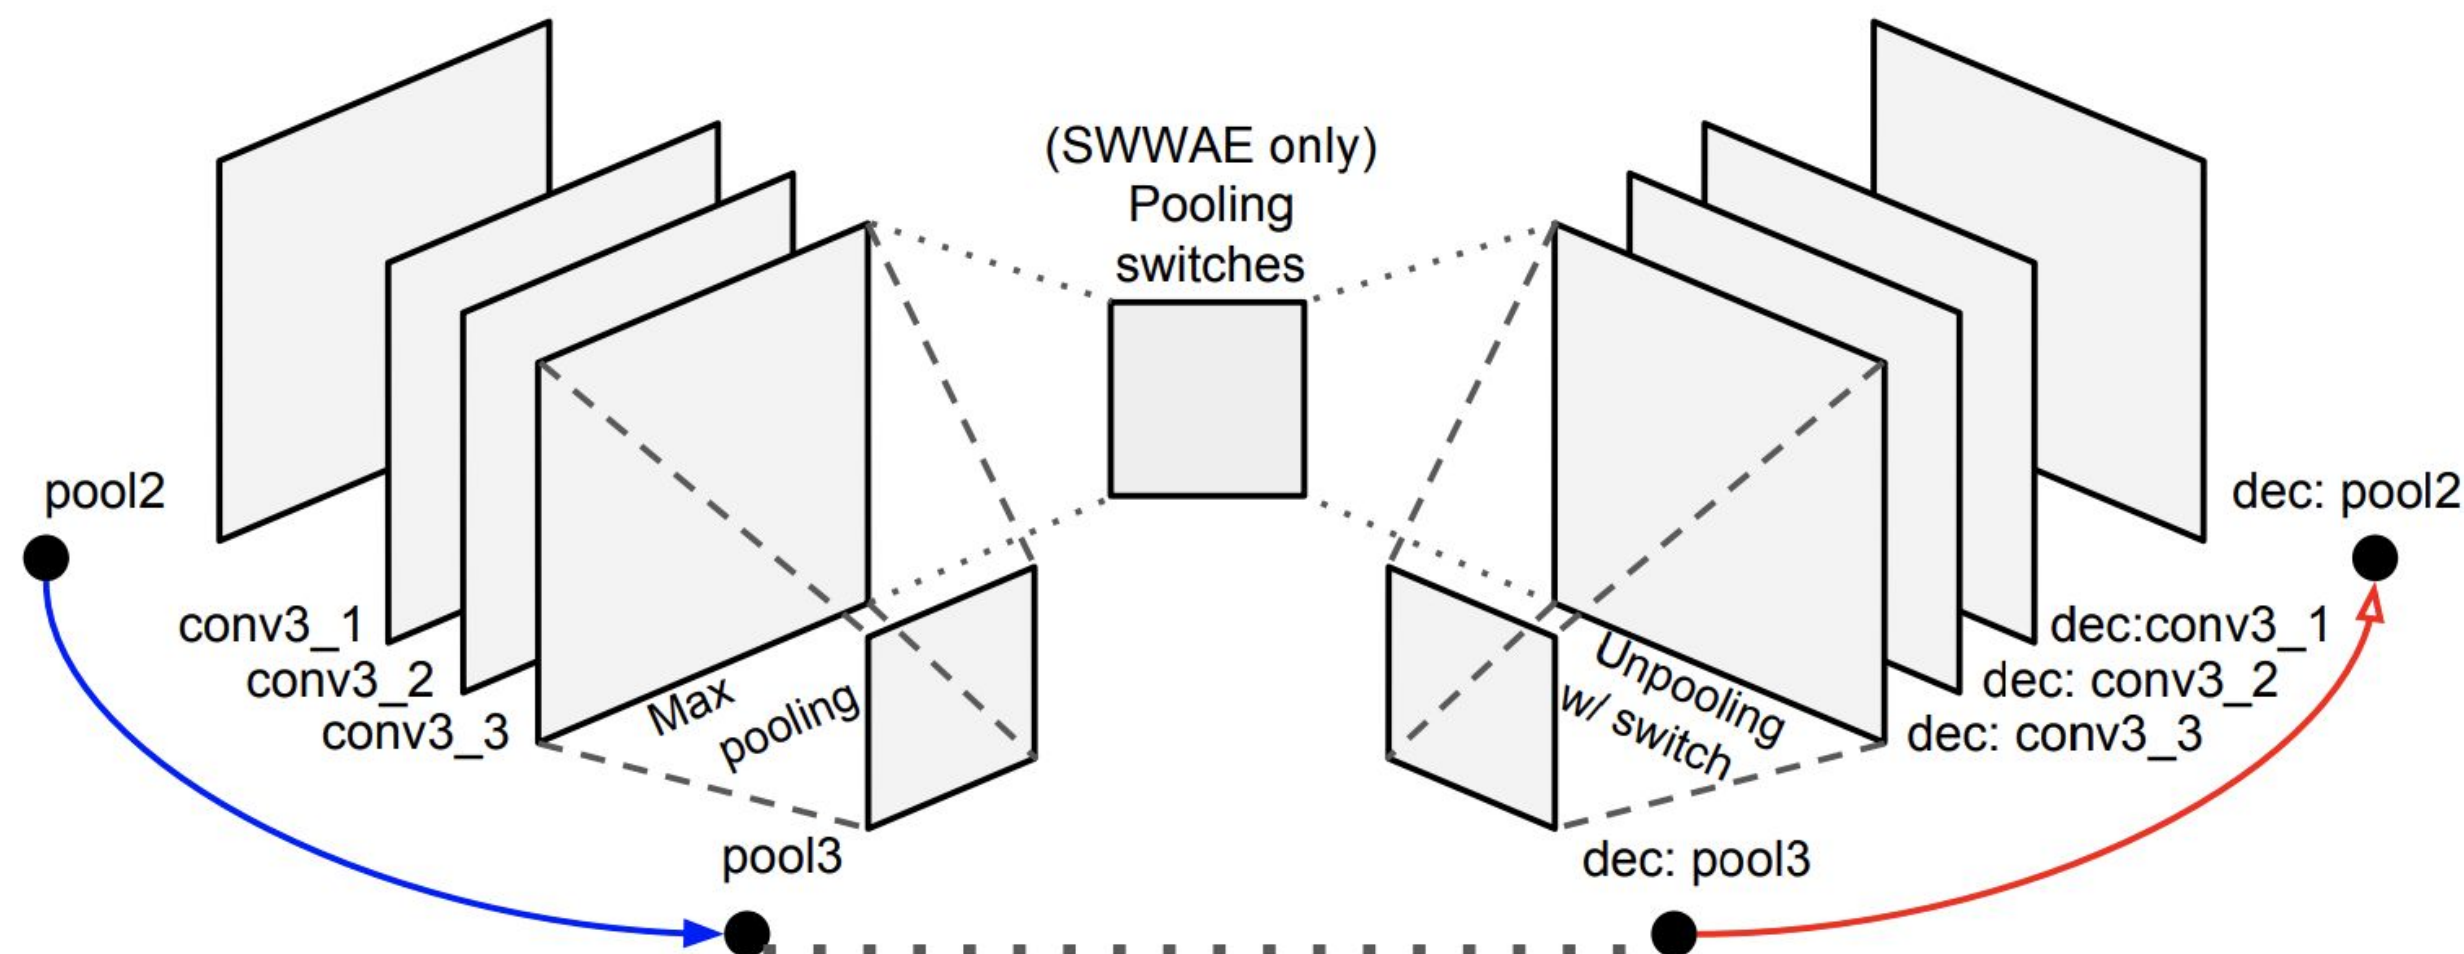 (SWWAE only)
Pooling
switches
pool2
conv3_1
conv3_2
conv3_3
Max
pooling
pool3
dec: pool2
dec:conv3_1
dec: conv3_2
dec: conv3_3
Unpooling
w/ switch
dec: pool3